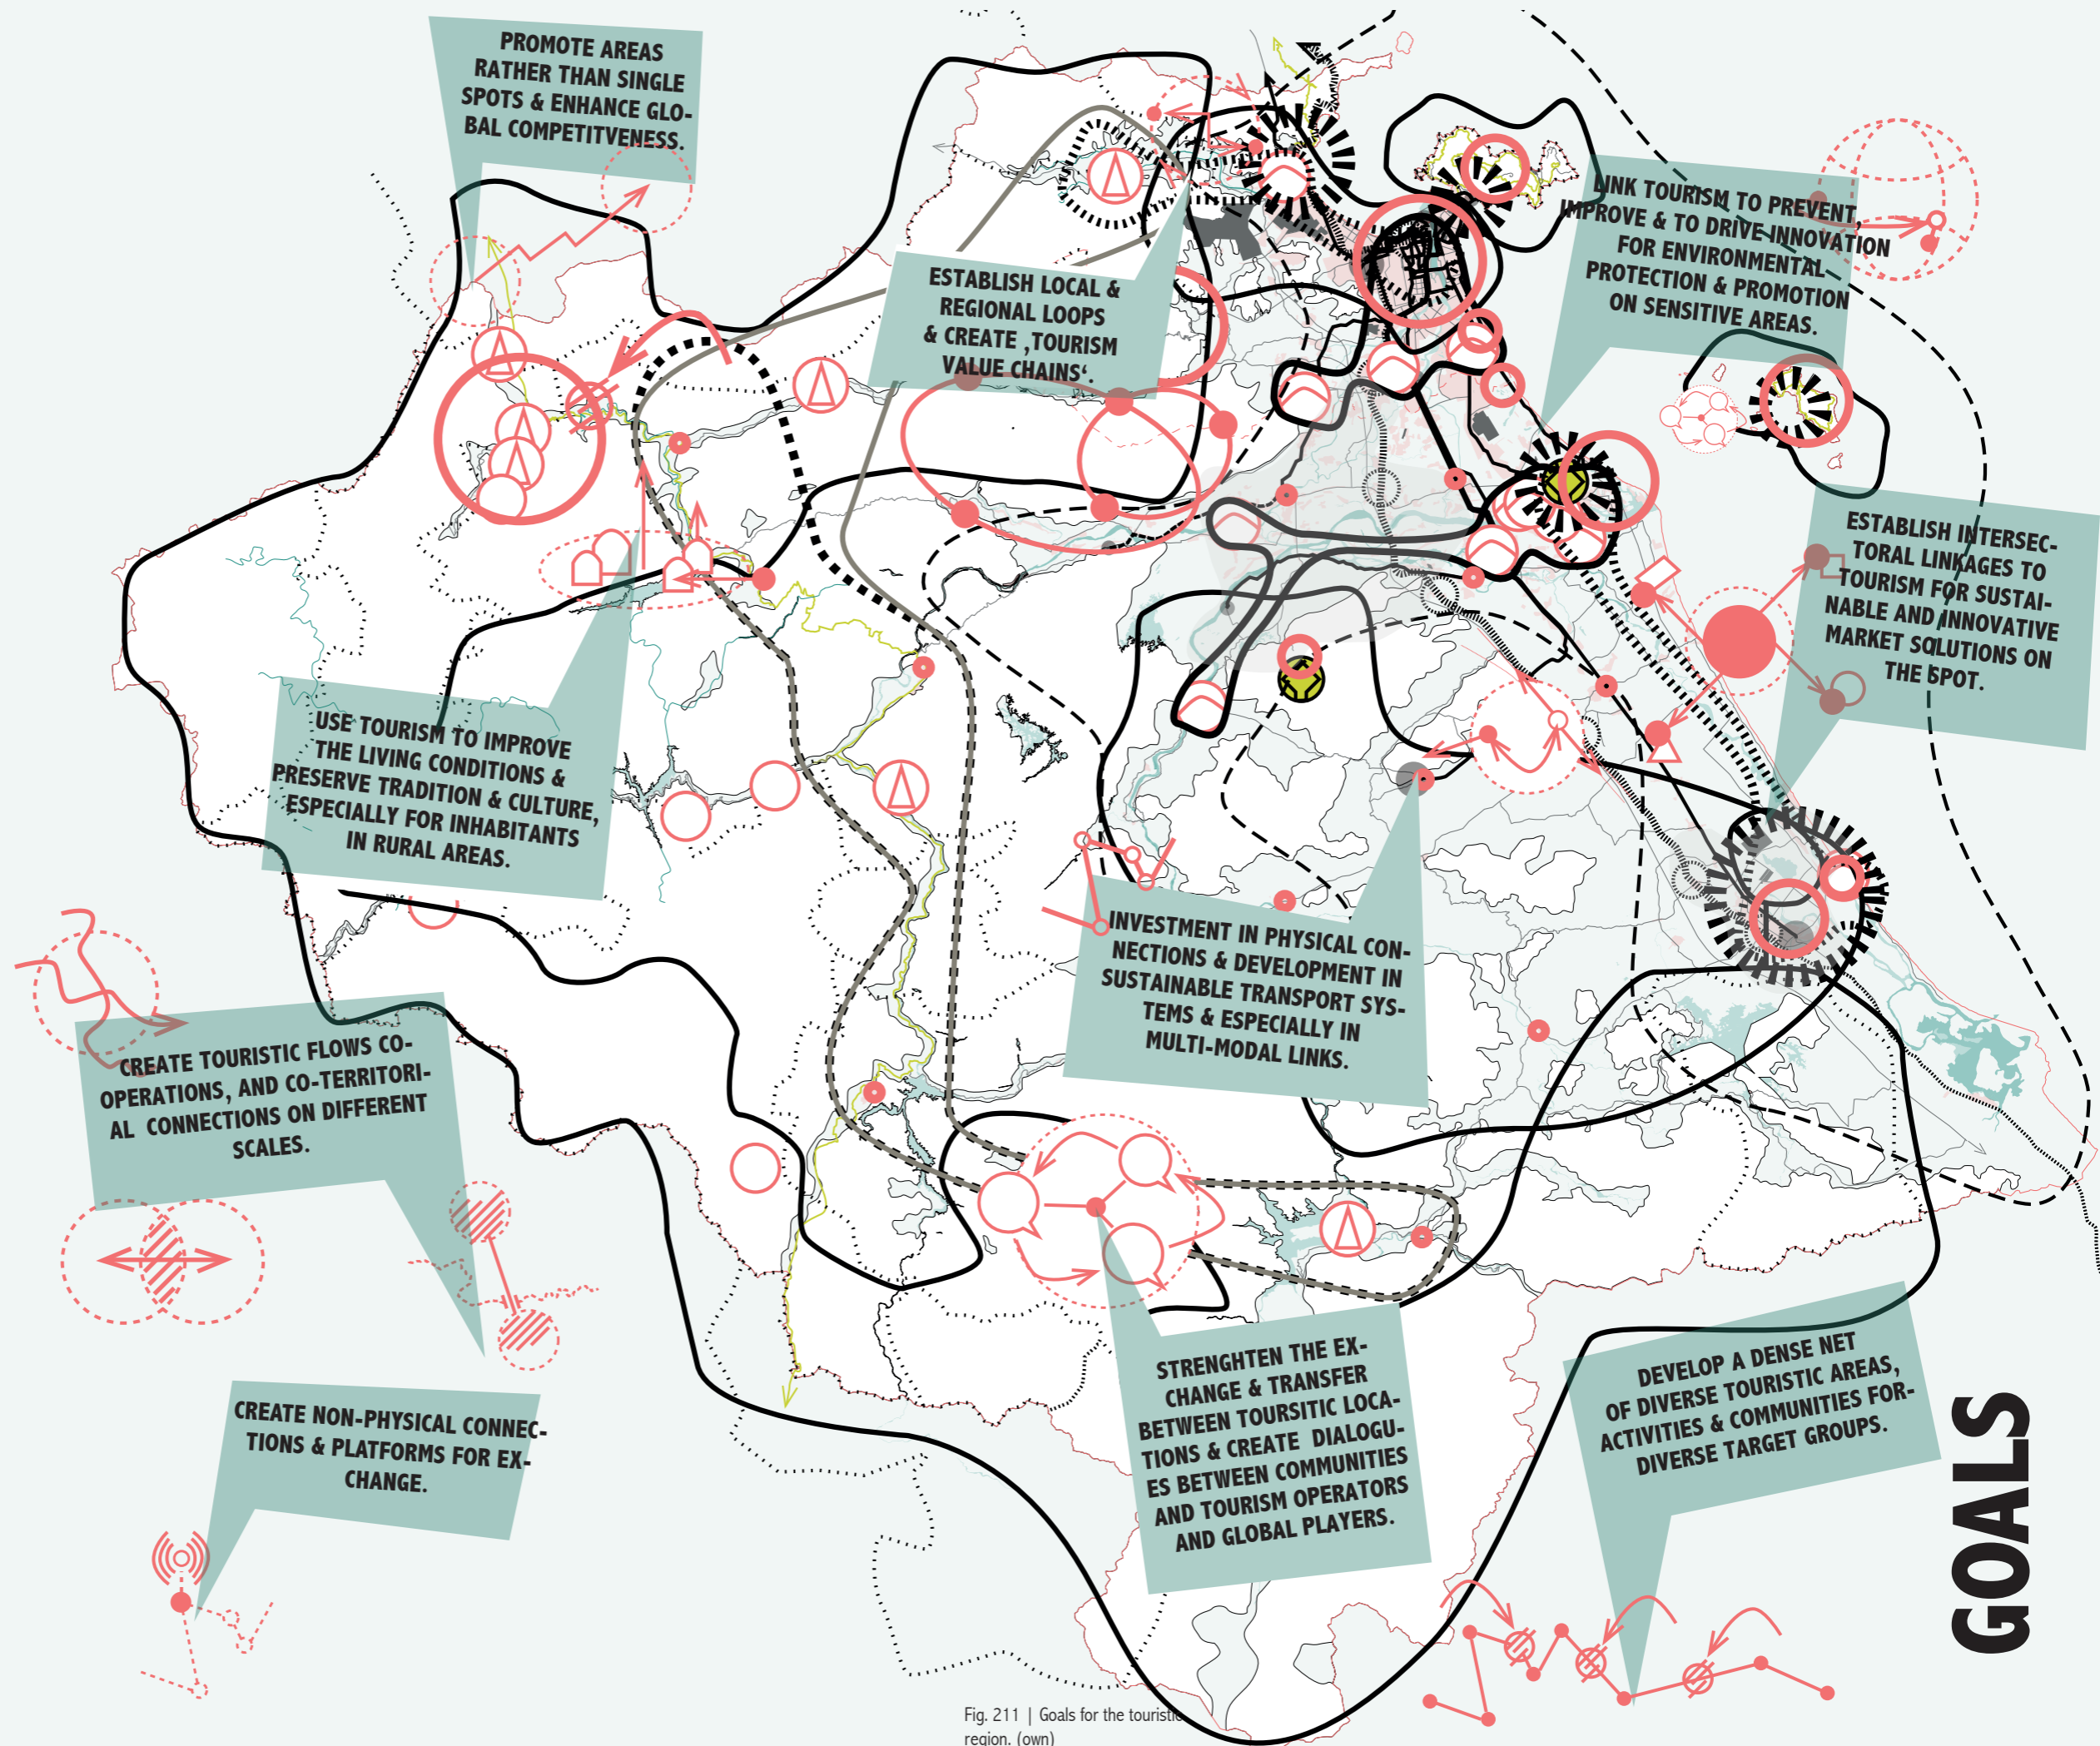 PROMOTE AREAS
RATHER THAN SINGLE
SPOTS & ENHANCE GLO-
BAL COMPETITVENESS.
LINK TOURISM TO PREVENT,
IMPROVE & TO DRIVE INNOVATION
FOR ENVIRONMENTAL
PROTECTION & PROMOTION
ON SENSITIVE AREAS.
ESTABLISH LOCAL &
REGIONAL LOOPS
& CREATE ‚TOURISM
VALUE CHAINS‘.
ESTABLISH INTERSEC-
TORAL LINKAGES TO
TOURISM FOR SUSTAI-
NABLE AND INNOVATIVE
MARKET SOLUTIONS ON
THE SPOT.
USE TOURISM TO IMPROVE
THE LIVING CONDITIONS &
PRESERVE TRADITION & CULTURE,
ESPECIALLY FOR INHABITANTS
IN RURAL AREAS.
INVESTMENT IN PHYSICAL CON-
NECTIONS & DEVELOPMENT IN
SUSTAINABLE TRANSPORT SYS-
TEMS & ESPECIALLY IN
MULTI-MODAL LINKS.
CREATE TOURISTIC FLOWS CO-
OPERATIONS, AND CO-TERRITORI-
AL CONNECTIONS ON DIFFERENT
SCALES.
CREATE NON-PHYSICAL CONNEC-
TIONS & PLATFORMS FOR EX-
CHANGE.
STRENGHTEN THE EX-
CHANGE & TRANSFER
BETWEEN TOURSITIC LOCA-
TIONS & CREATE DIALOGU-
ES BETWEEN COMMUNITIES
AND TOURISM OPERATORS
AND GLOBAL PLAYERS.
DEVELOP A DENSE NET
OF DIVERSE TOURISTIC AREAS,
ACTIVITIES & COMMUNITIES FOR-
DIVERSE TARGET GROUPS.
GOALS
Fig. 211 | Goals for the touristic
region. (own)